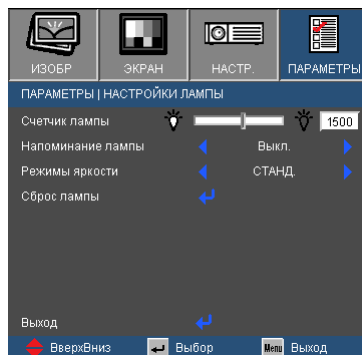 ИЗОБР ЭКРАН НАСТР. ПАРАМЕТРЫ
ПАРАМЕТРЫ | НАСТРОЙКИ ЛАМПЫ
Счетчик лампы 1500
Напоминание лампы Выкл.
Режимы яркости СТАНД.
Сброс лампы
Выход
ВверхВниз Выбор Menu Выход